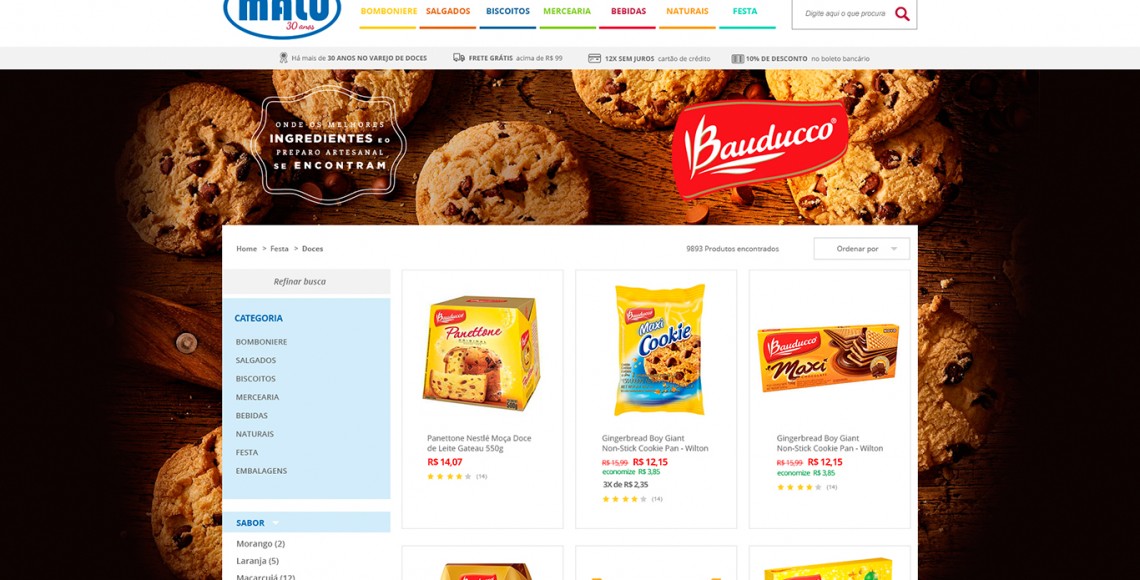 MALU
30 anos
BOMBONIERE SALGADOS BISCOITOS MERCEARIA BEBIDAS NATURAIS FESTA
Digite aqui o que procura
Há mais de 30 ANOS NO VAREJO DE DOCES
FRETE GRÁTIS acima de R$ 99
12X SEM JUROS cartão de crédito
10% DE DESCONTO no boleto bancário
ONDE OS MELHORES
INGREDIENTES E O
PREPARO ARTESANAL
SE ENCONTRAM
Bauducco®
Home > Festa > Doces
9893 Produtos encontrados
Ordenar por
Refinar busca
CATEGORIA
BOMBONIERE
SALGADOS
BISCOITOS
MERCEARIA
BEBIDAS
NATURAIS
FESTA
EMBALAGENS
SABOR
Morango (2)
Laranja (5)
Macarcujá (12)
Bauducco
Panettone
ORIGINAL
Panettone Nestlé Moça Doce
de Leite Gateau 550g
R$ 14,07
(14)
Bauducco
Maxi
Cookie
Gingerbread Boy Giant
Non-Stick Cookie Pan - Wilton
R$ 15,99 R$ 12,15
economize R$ 3,85
3X de R$ 2,35
(14)
Bauducco
Maxi
Gingerbread Boy Giant
Non-Stick Cookie Pan - Wilton
R$ 15,99 R$ 12,15
economize R$ 3,85
(14)
Bauducco